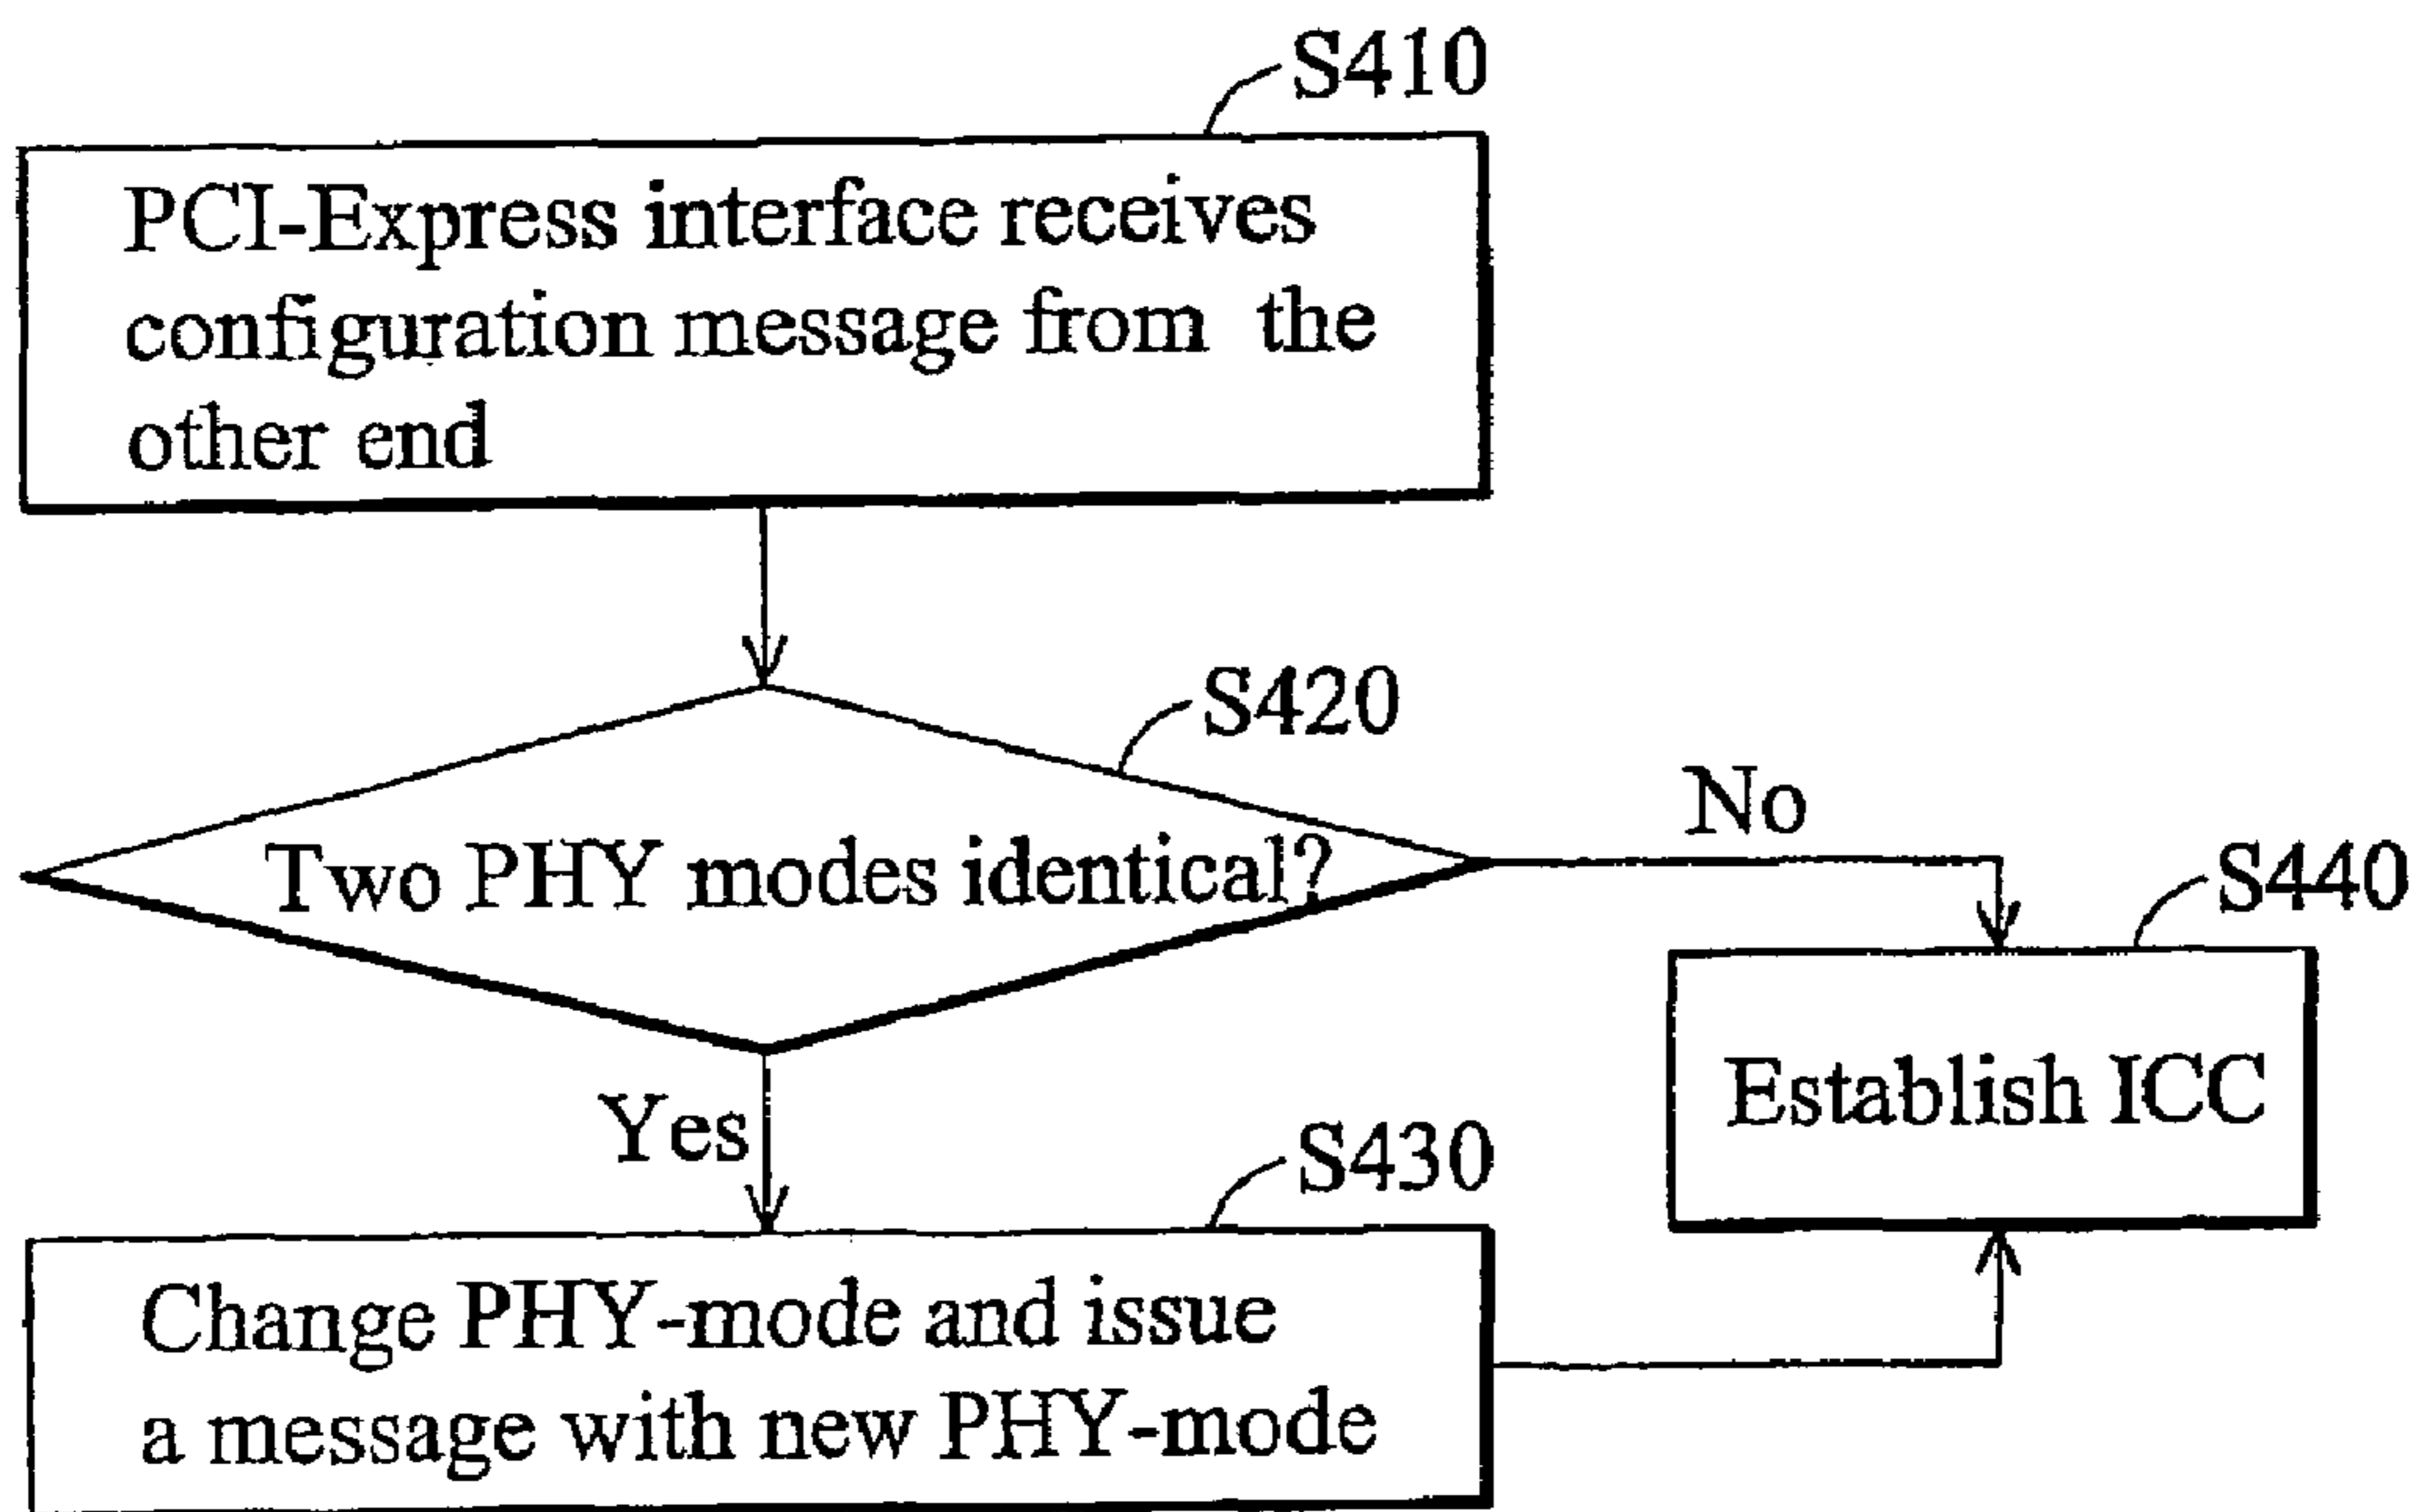 S410
PCI-Express interface receives
configuration message from the
other end
S420
Two PHY modes identical?
No
S440
Establish ICC
Yes
S430
Change PHY-mode and issue
a message with new PHY-mode